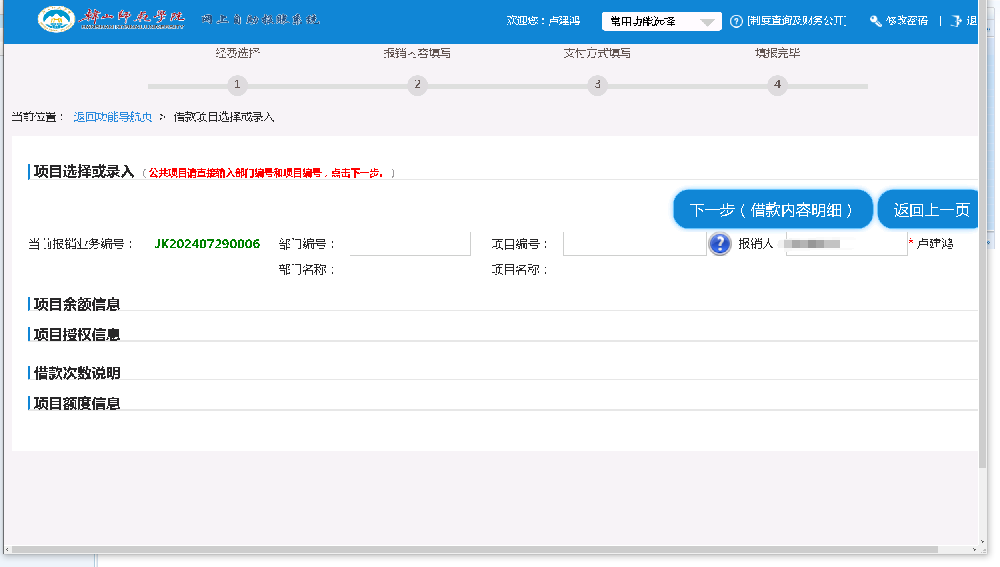 韓山師範學院 网上自助报账系统 欢迎您：卢建鸿 常用功能选择 ? [制度查询及财务公开] | 修改密码 | 退
HANSHAN NORMAL UNIVERSITY
经费选择 报销内容填写 支付方式填写 填报完毕
1 2 3 4
当前位置： 返回功能导航页 > 借款项目选择或录入
项目选择或录入 （公共项目请直接输入部门编号和项目编号，点击下一步。）
下一步（借款内容明细） 返回上一页
当前报销业务编号： JK202407290006 部门编号： 项目编号： ? 报销人 * 卢建鸿
部门名称： 项目名称：
项目余额信息
项目授权信息
借款次数说明
项目额度信息